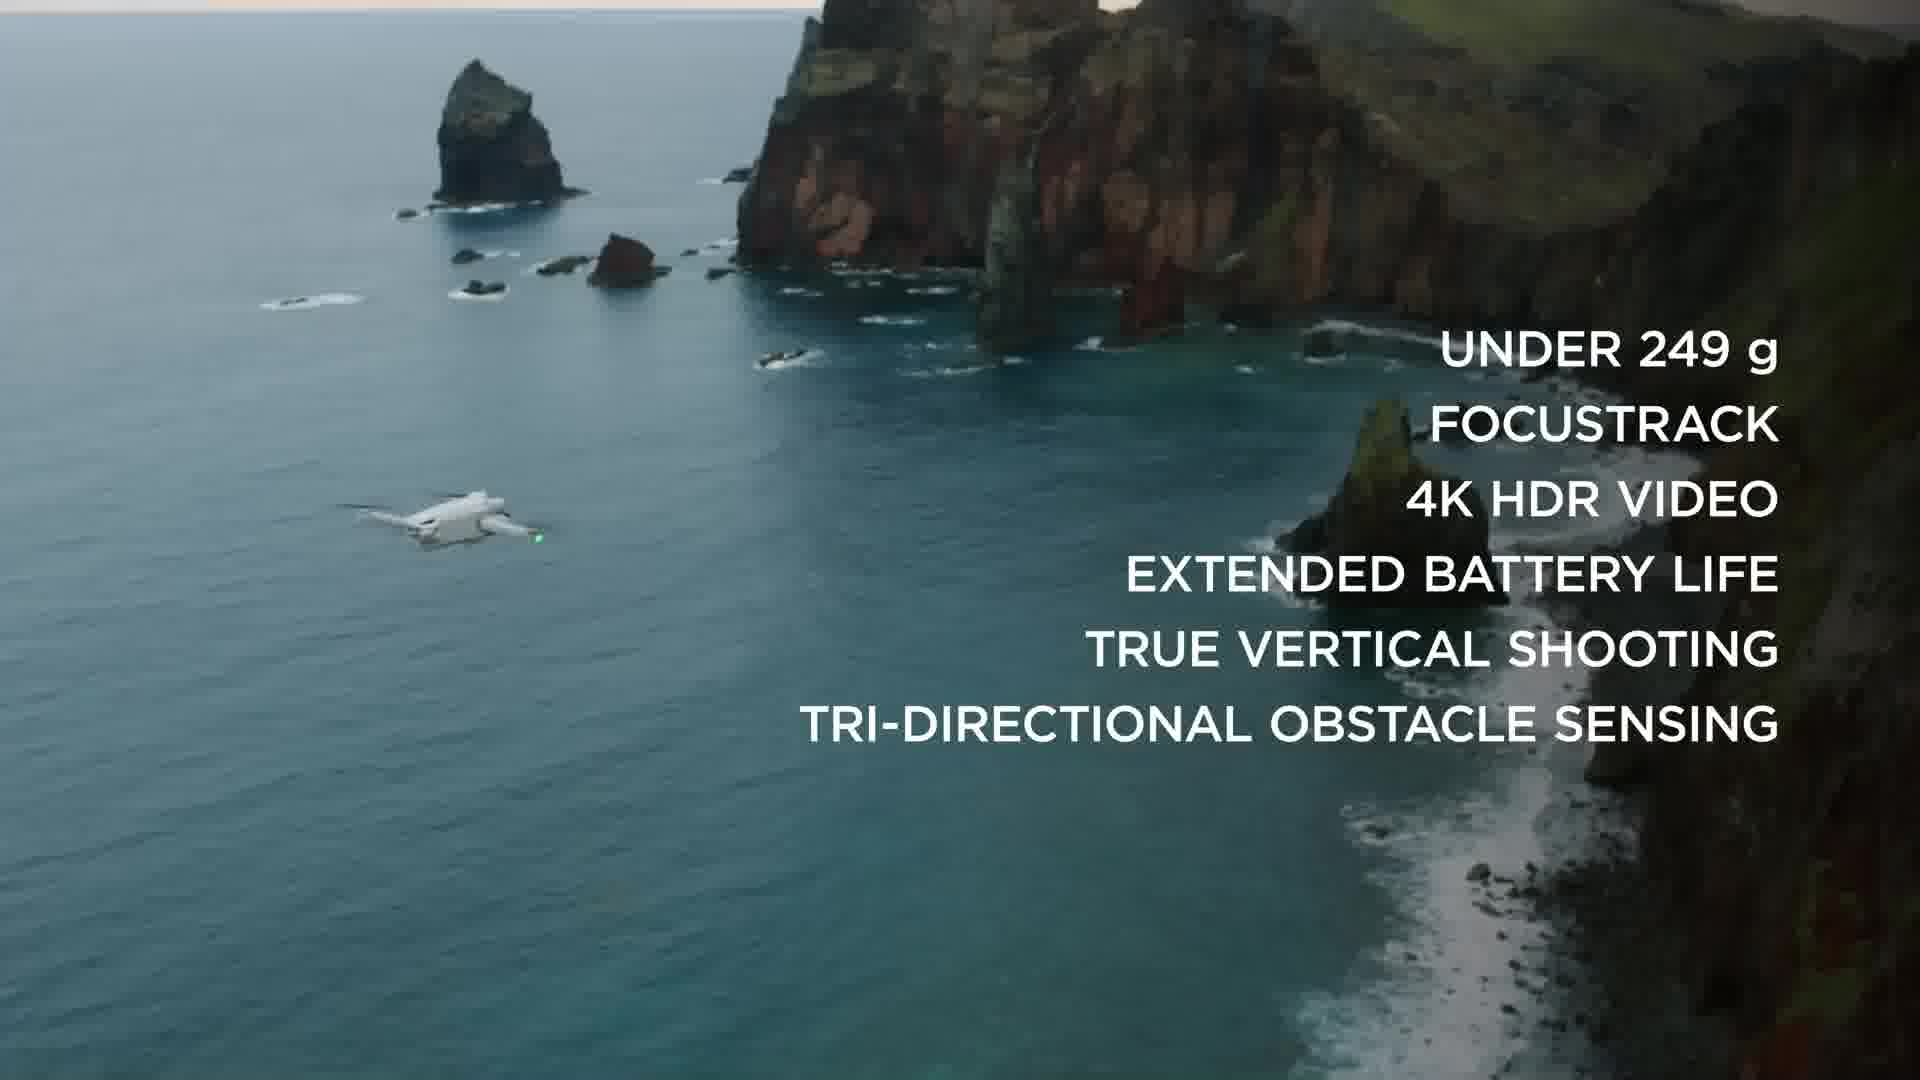 UNDER 249 g
FOCUSTRACK
4K HDR VIDEO
EXTENDED BATTERY LIFE
TRUE VERTICAL SHOOTING
TRI-DIRECTIONAL OBSTACLE SENSING